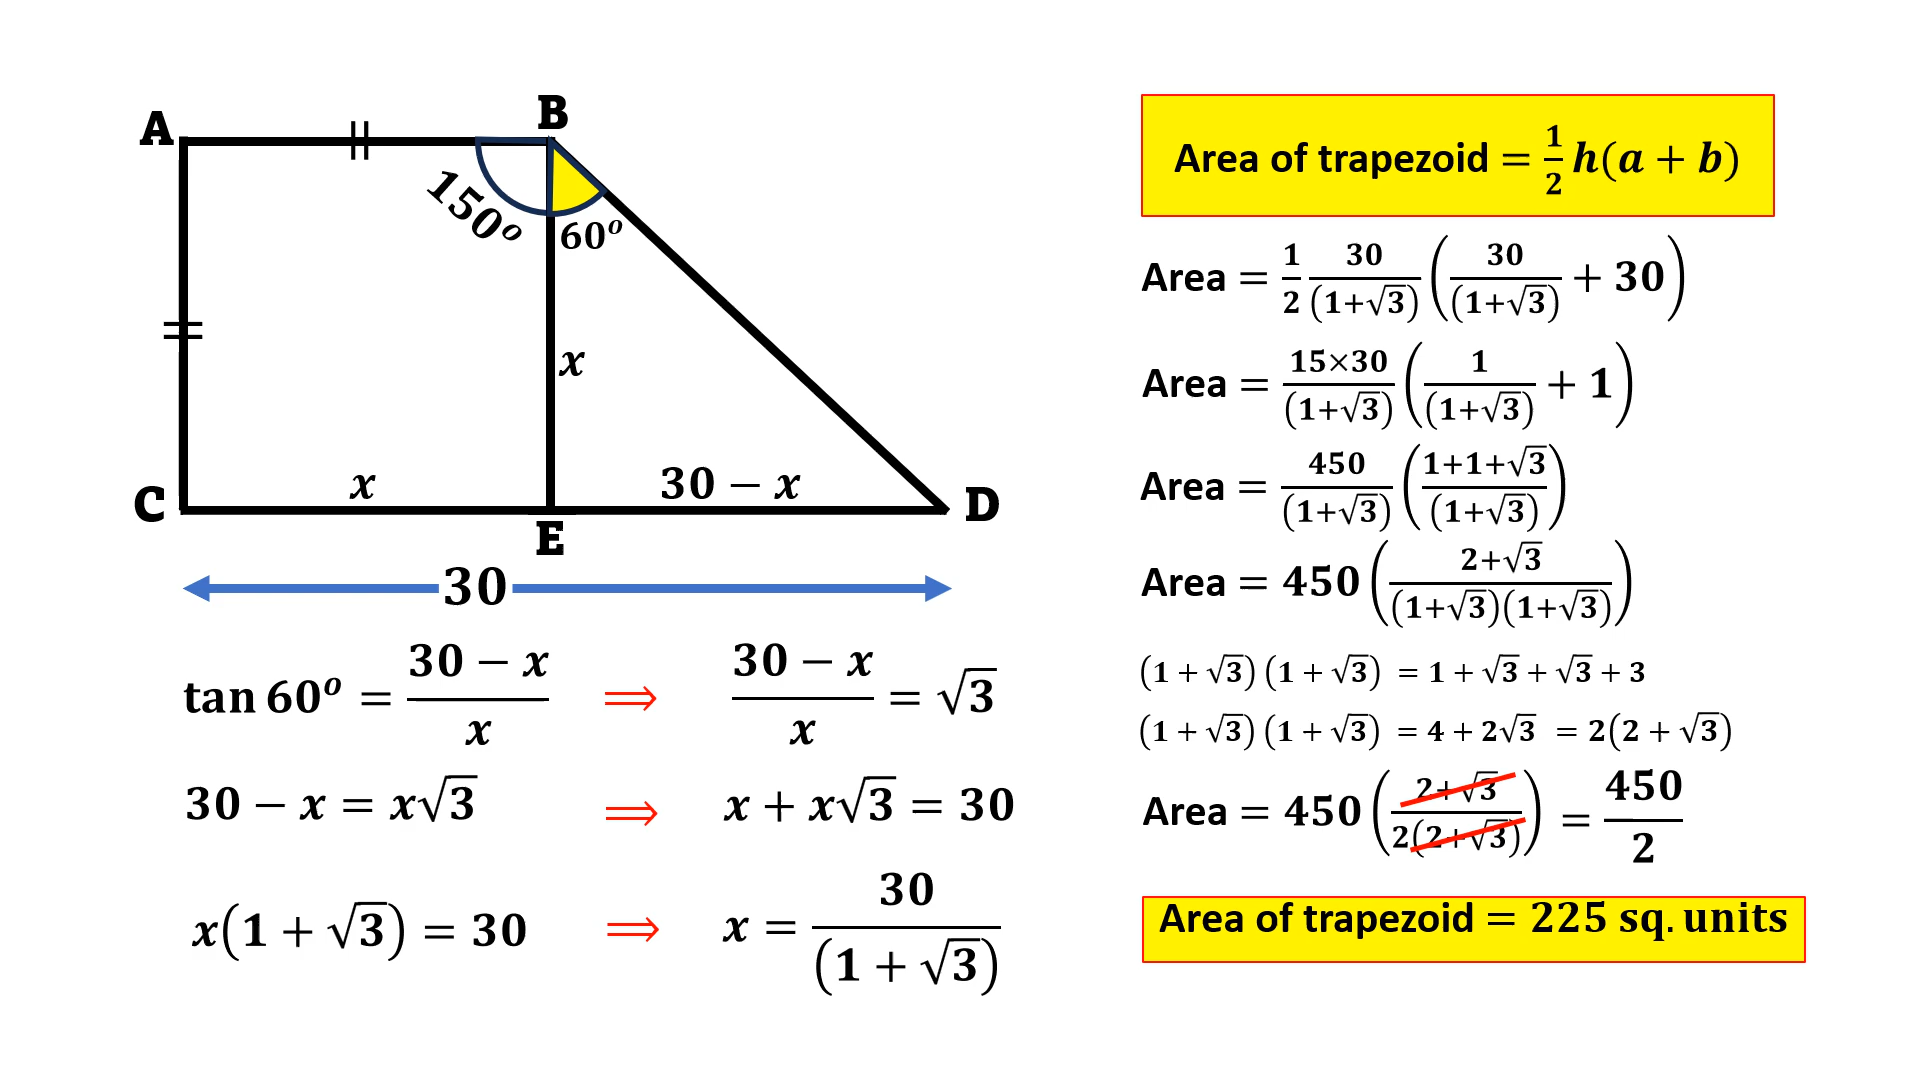 A
B
150°
60°
x
x
30 − x
C
E
D
30
tan 60° = (30 − x)/x ⟹ (30 − x)/x = √3
30 − x = x√3 ⟹ x + x√3 = 30
x(1 + √3) = 30 ⟹ x = 30/(1 + √3)
Area of trapezoid = 1/2 h(a + b)
Area = 1/2 30/(1+√3) (30/(1+√3) + 30)
Area = 15×30/(1+√3) (1/(1+√3) + 1)
Area = 450/(1+√3) ((1+1+√3)/(1+√3))
Area = 450 ((2+√3)/((1+√3)(1+√3)))
(1 + √3)(1 + √3) = 1 + √3 + √3 + 3
(1 + √3)(1 + √3) = 4 + 2√3 = 2(2 + √3)
Area = 450 ((2+√3)/(2(2+√3))) = 450/2
Area of trapezoid = 225 sq. units